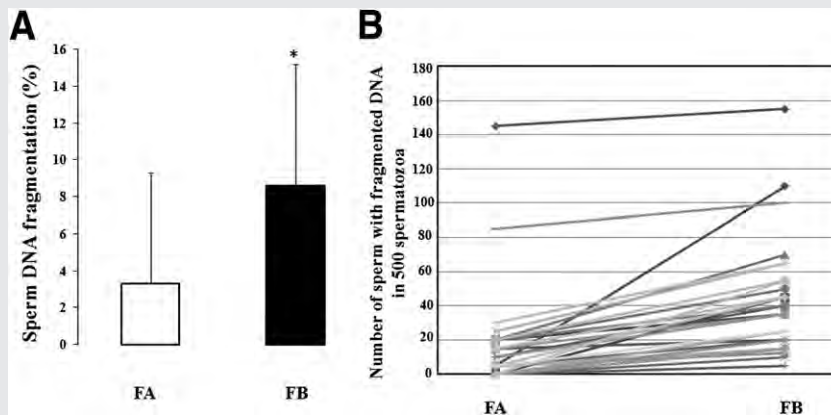 A
Sperm DNA fragmentation (%)
16
14
12
10
8
6
4
2
0
*
FA
FB
B
Number of sperm with fragmented DNA
in 500 spermatozoa
180
160
140
120
100
80
60
40
20
0
FA
FB